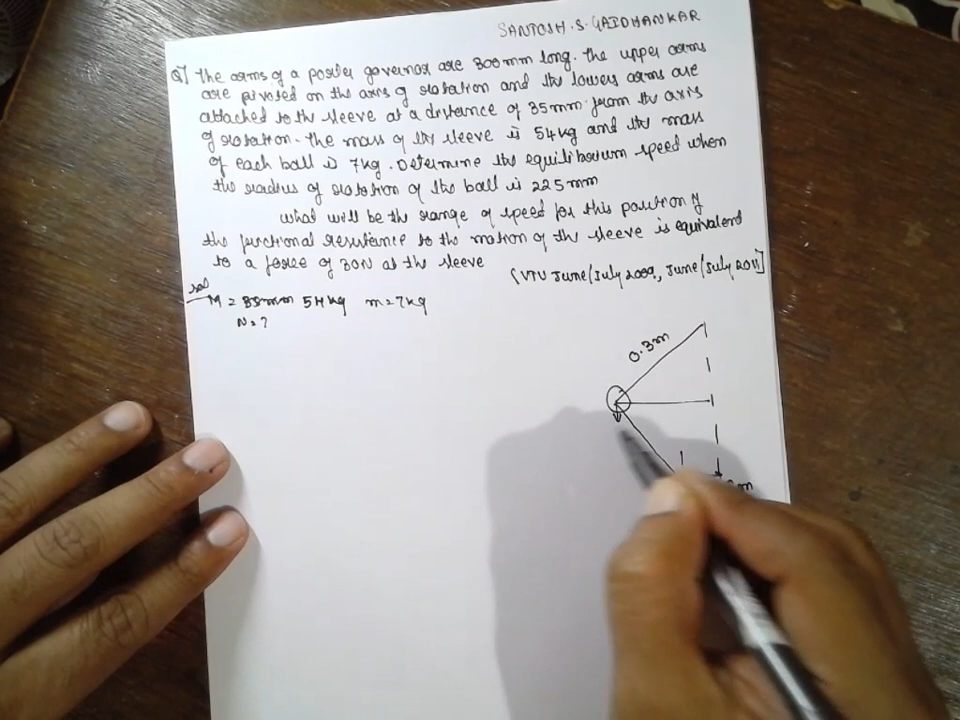 SANTOSH.S.GAIDHANKAR
Q] The arms of a porter governor are 300mm long. The upper arms
are pivoted on the axis of rotation and the lower arms are
attached to the sleeve at a distance of 35mm from the axis
of rotation. The mass of the sleeve is 54kg and the mass
of each ball is 7kg. Determine the equilibrium speed when
the radius of rotation of the ball is 225mm
What will be the range of speed for this position if
the frictional resistance to the motion of the sleeve is equivalent
to a force of 30N at the sleeve
[VTU June/July 2009, June/July 2011]
sol
M = 54kg m=7kg
N=?
0.3m